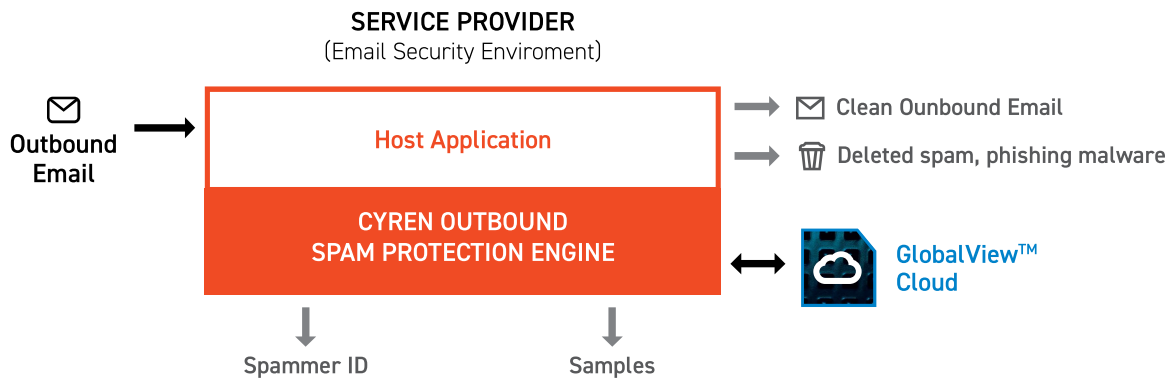 SERVICE PROVIDER
(Email Security Enviroment)
Outbound
Email
Host Application
Clean Ounbound Email
Deleted spam, phishing malware
CYREN OUTBOUND
SPAM PROTECTION ENGINE
GlobalView™
Cloud
Spammer ID
Samples